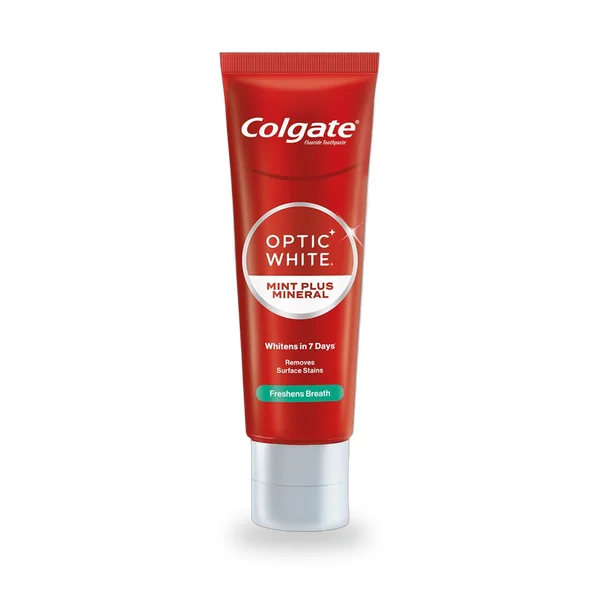 Colgate®
Fluoride Toothpaste
OPTIC
WHITE®
MINT PLUS
MINERAL
Whitens in 7 Days*
Removes
Surface Stains
Freshens Breath